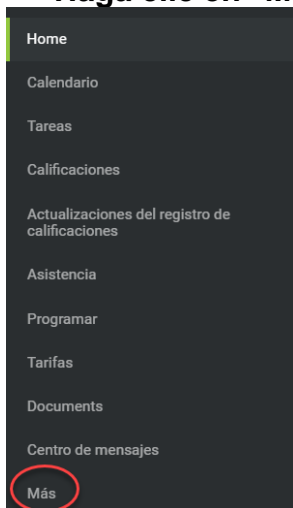 Home
Calendario
Tareas
Calificaciones
Actualizaciones del registro de
calificaciones
Asistencia
Programar
Tarifas
Documents
Centro de mensajes
Más